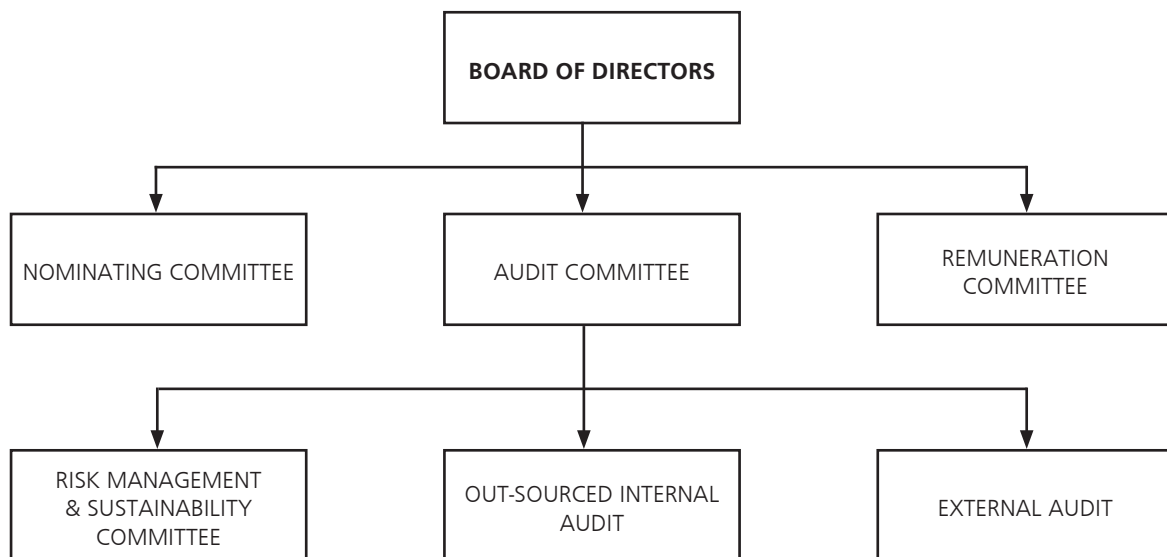 BOARD OF DIRECTORS
NOMINATING COMMITTEE
AUDIT COMMITTEE
REMUNERATION
COMMITTEE
RISK MANAGEMENT
& SUSTAINABILITY
COMMITTEE
OUT-SOURCED INTERNAL
AUDIT
EXTERNAL AUDIT